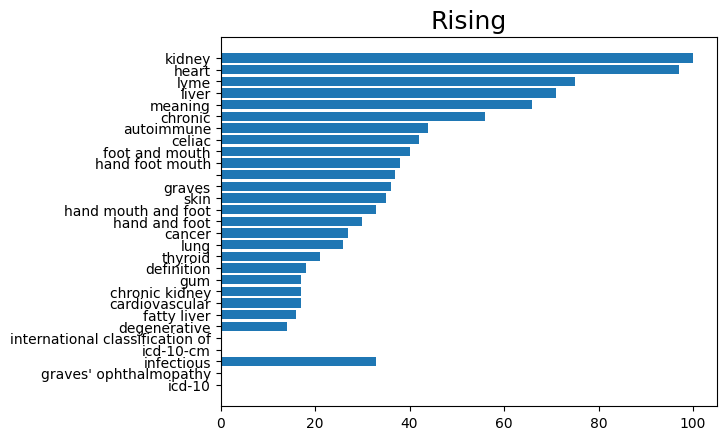 Rising
kidney
heart
lyme
liver
meaning
chronic
autoimmune
celiac
foot and mouth
hand foot mouth
graves
skin
hand mouth and foot
hand and foot
cancer
lung
thyroid
definition
gum
chronic kidney
cardiovascular
fatty liver
degenerative
international classification of
icd-10-cm
infectious
graves' ophthalmopathy
icd-10
0 20 40 60 80 100